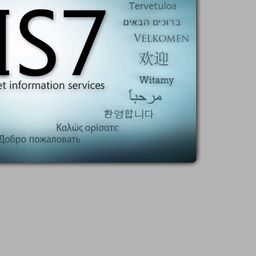 Tervetuloa
ברוכים הבאים
VELKOMEN
欢迎
IS7
et information services
Witamy
مرحباً
환영합니다
Καλώς ορίσατε
Добро пожаловать